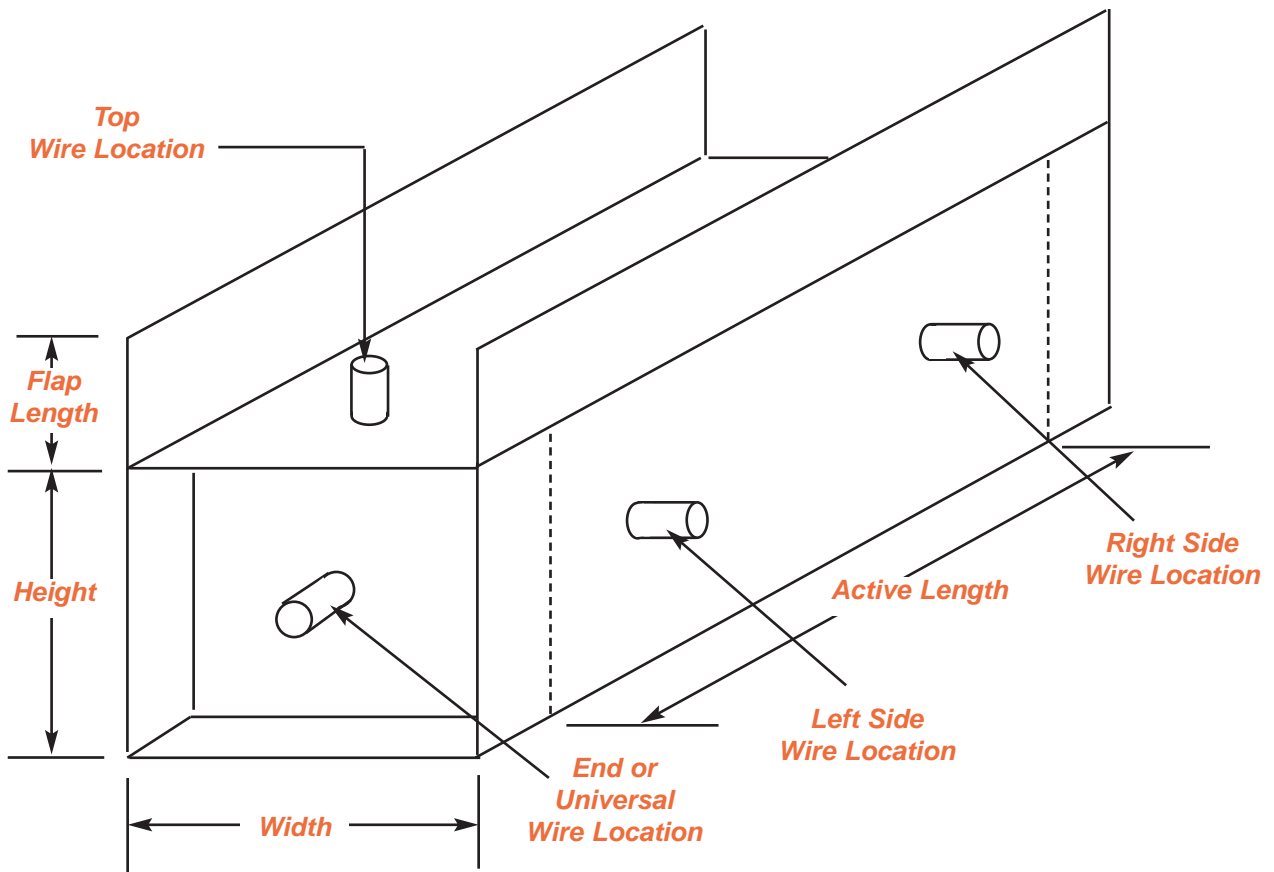 Top
Wire Location
Flap
Length
Height
Right Side
Wire Location
Active Length
Left Side
Wire Location
End or
Universal
Wire Location
Width